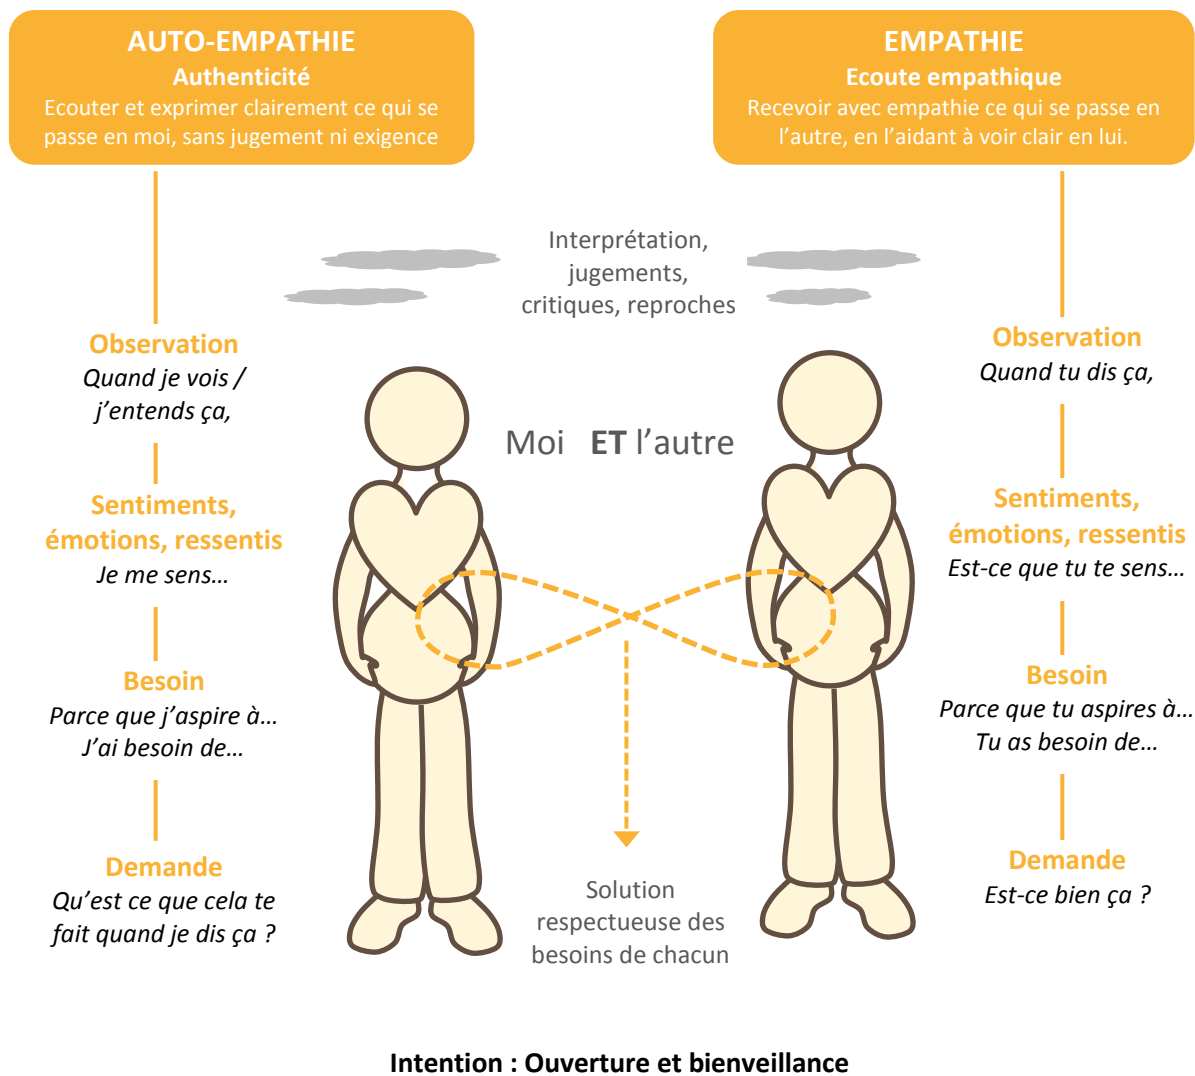 AUTO-EMPATHIE
Authenticité
Ecouter et exprimer clairement ce qui se
passe en moi, sans jugement ni exigence
EMPATHIE
Ecoute empathique
Recevoir avec empathie ce qui se passe en
l’autre, en l’aidant à voir clair en lui.
Interprétation,
jugements,
critiques, reproches
Observation
Quand je vois /
j’entends ça,
Sentiments,
émotions, ressentis
Je me sens…
Besoin
Parce que j’aspire à…
J’ai besoin de…
Demande
Qu’est ce que cela te
fait quand je dis ça ?
Moi ET l’autre
Solution
respectueuse des
besoins de chacun
Observation
Quand tu dis ça,
Sentiments,
émotions, ressentis
Est-ce que tu te sens…
Besoin
Parce que tu aspires à…
Tu as besoin de…
Demande
Est-ce bien ça ?
Intention : Ouverture et bienveillance